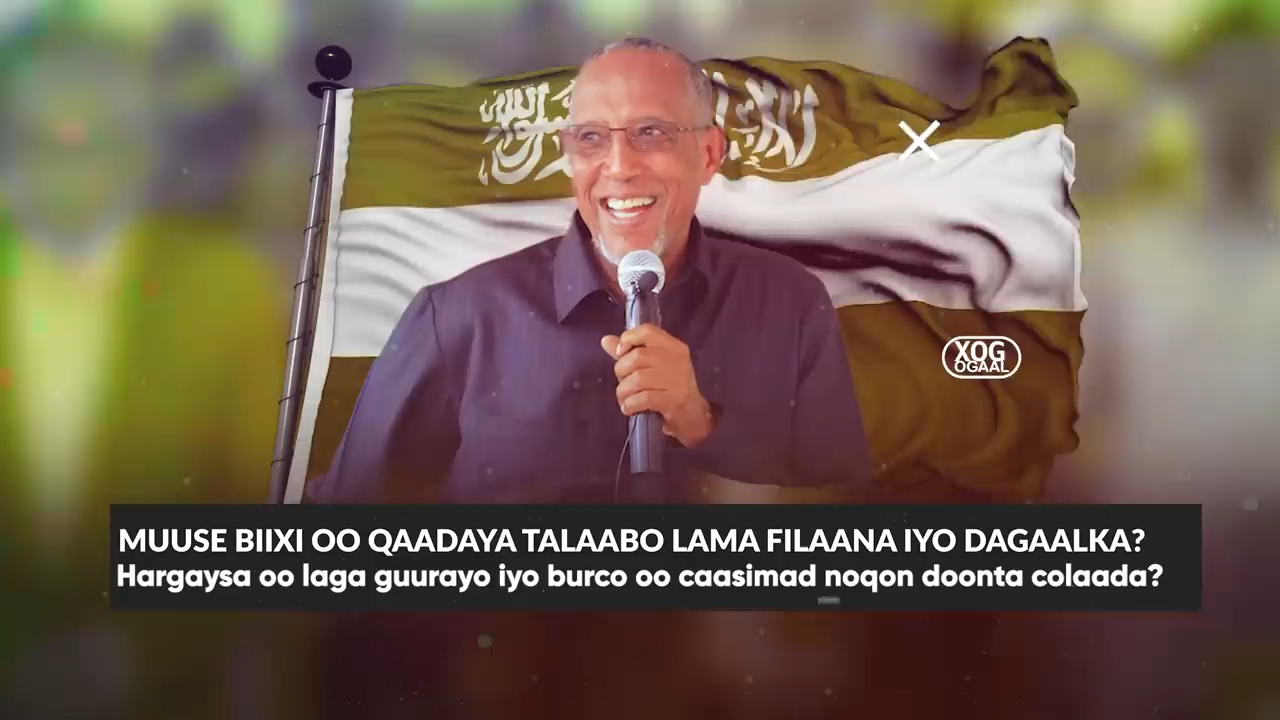 XOG
OGAAL
MUUSE BIIXI OO QAADAYA TALAABO LAMA FILAANA IYO DAGAALKA?
Hargaysa oo laga guurayo iyo burco oo caasimad noqon doonta colaada?